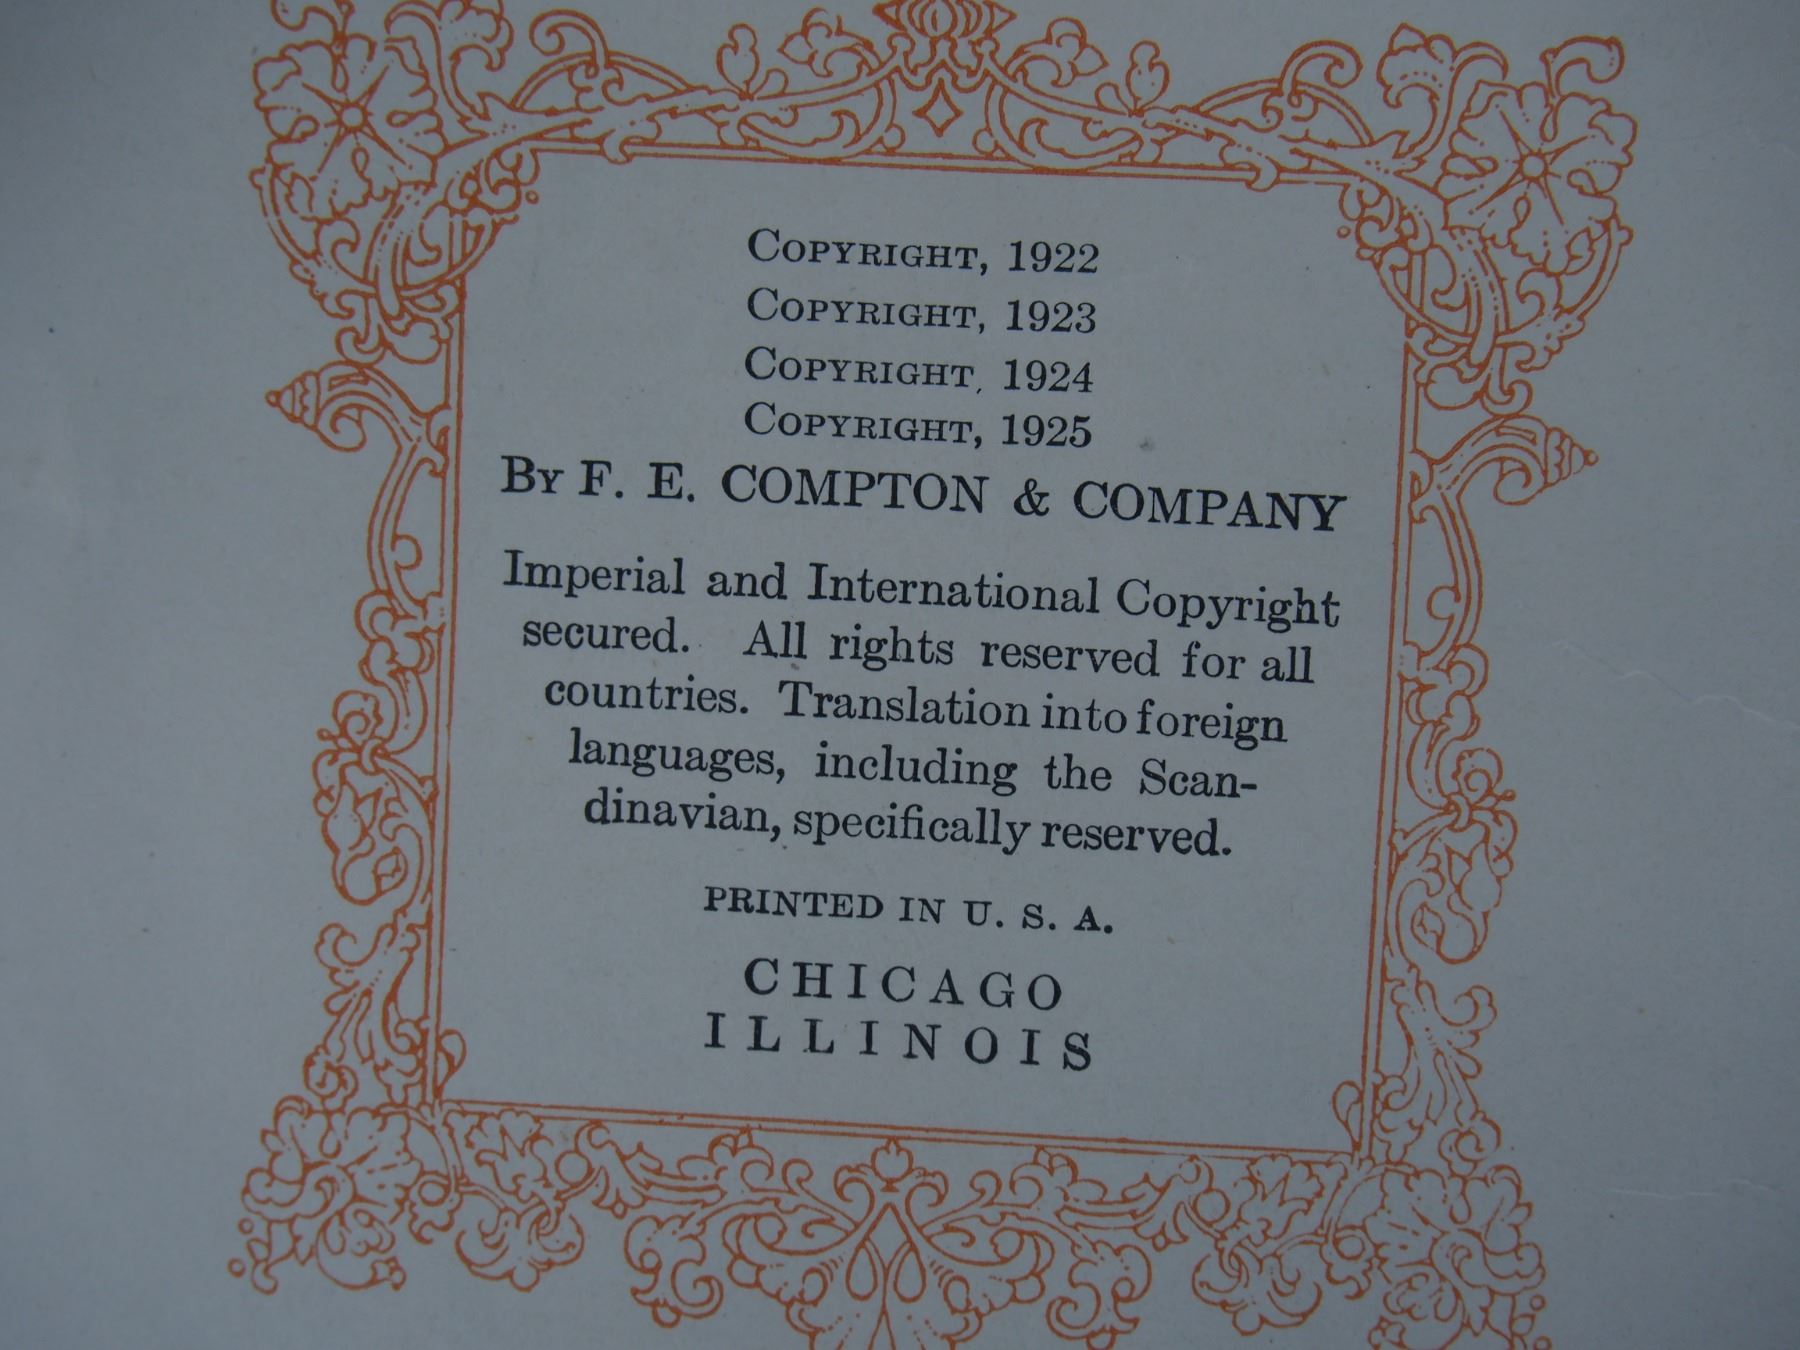 COPYRIGHT, 1922
COPYRIGHT, 1923
COPYRIGHT, 1924
COPYRIGHT, 1925
BY F. E. COMPTON & COMPANY
Imperial and International Copyright
secured. All rights reserved for all
countries. Translation into foreign
languages, including the Scan-
dinavian, specifically reserved.
PRINTED IN U. S. A.
CHICAGO
ILLINOIS